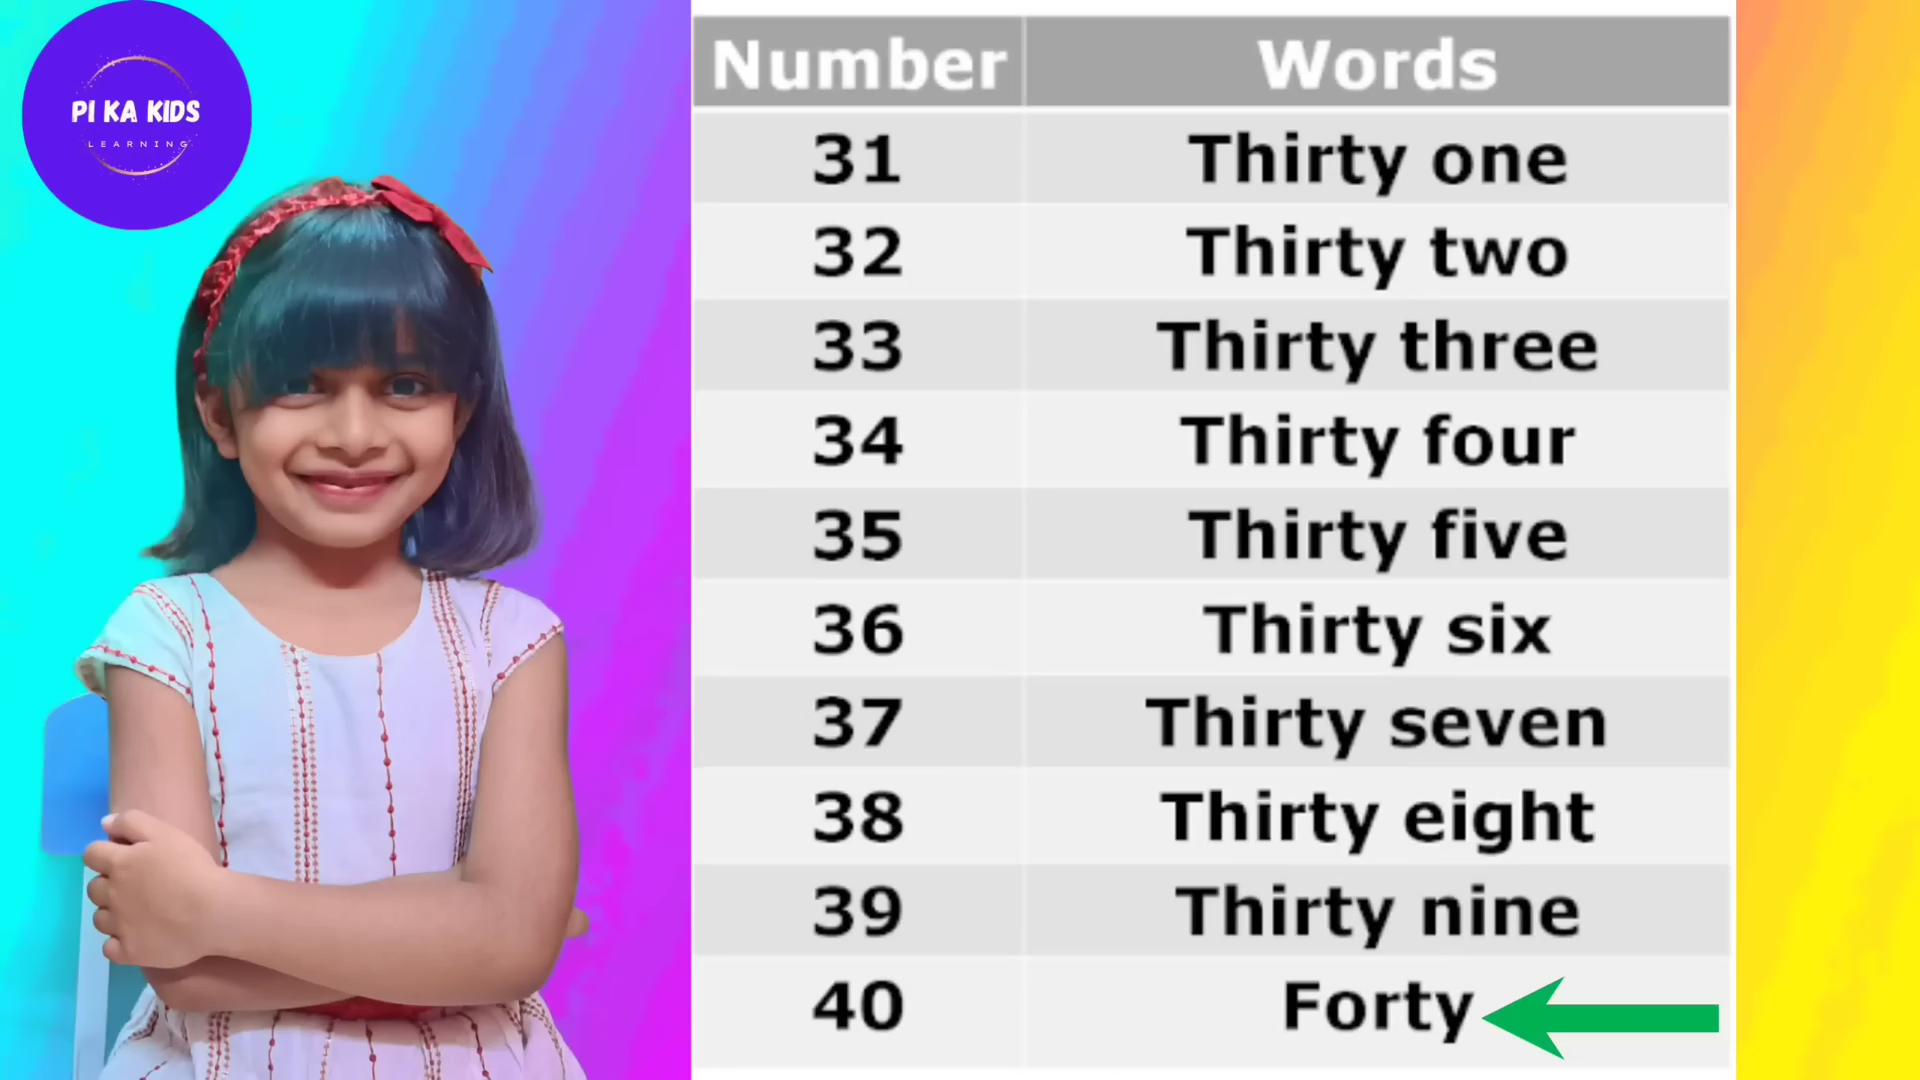 PI KA KIDS
LEARNING
Number Words
31 Thirty one
32 Thirty two
33 Thirty three
34 Thirty four
35 Thirty five
36 Thirty six
37 Thirty seven
38 Thirty eight
39 Thirty nine
40 Forty